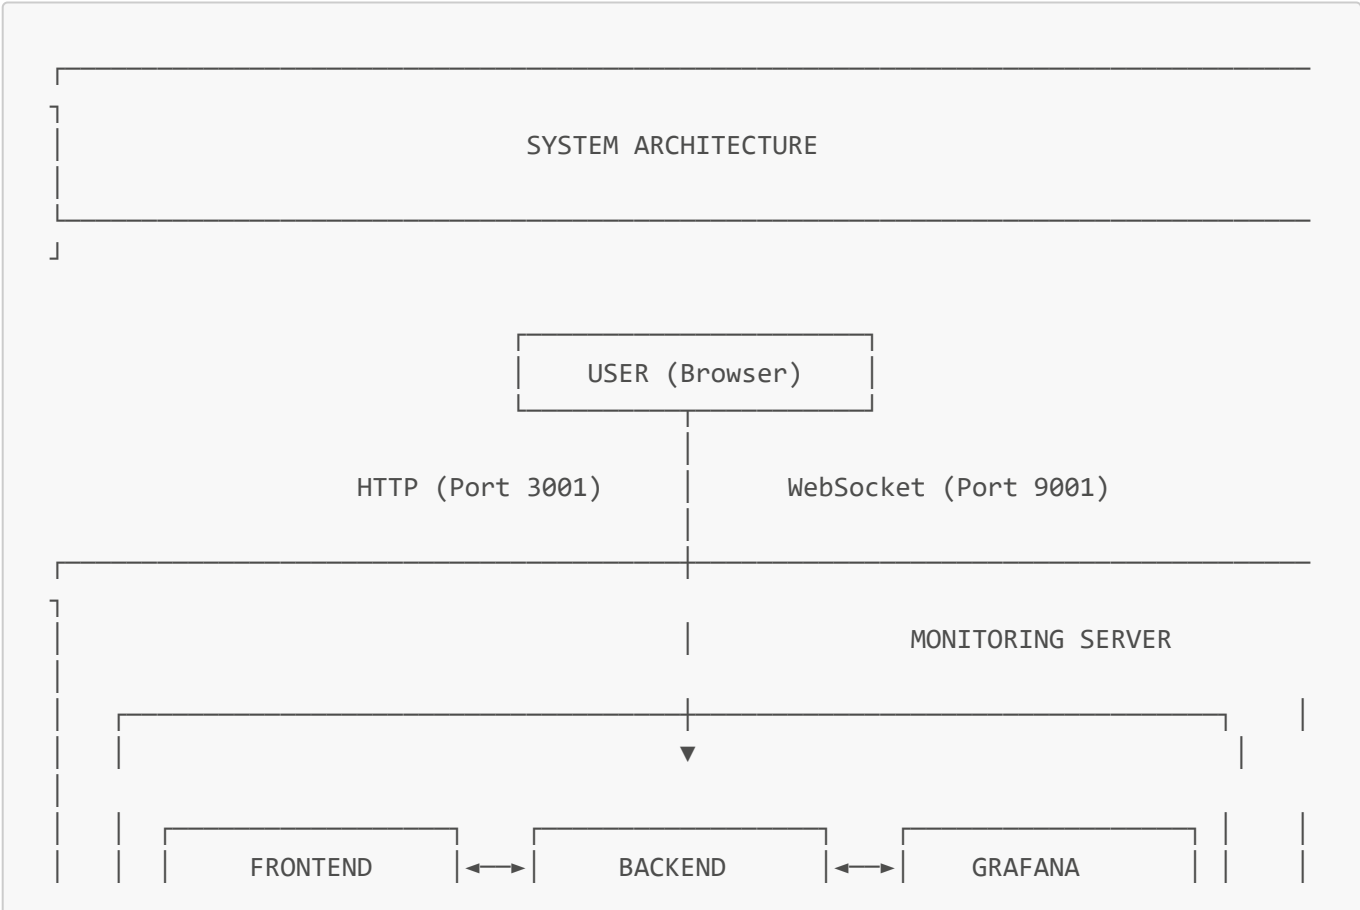 SYSTEM ARCHITECTURE
USER (Browser)
HTTP (Port 3001) WebSocket (Port 9001)
MONITORING SERVER
FRONTEND BACKEND GRAFANA